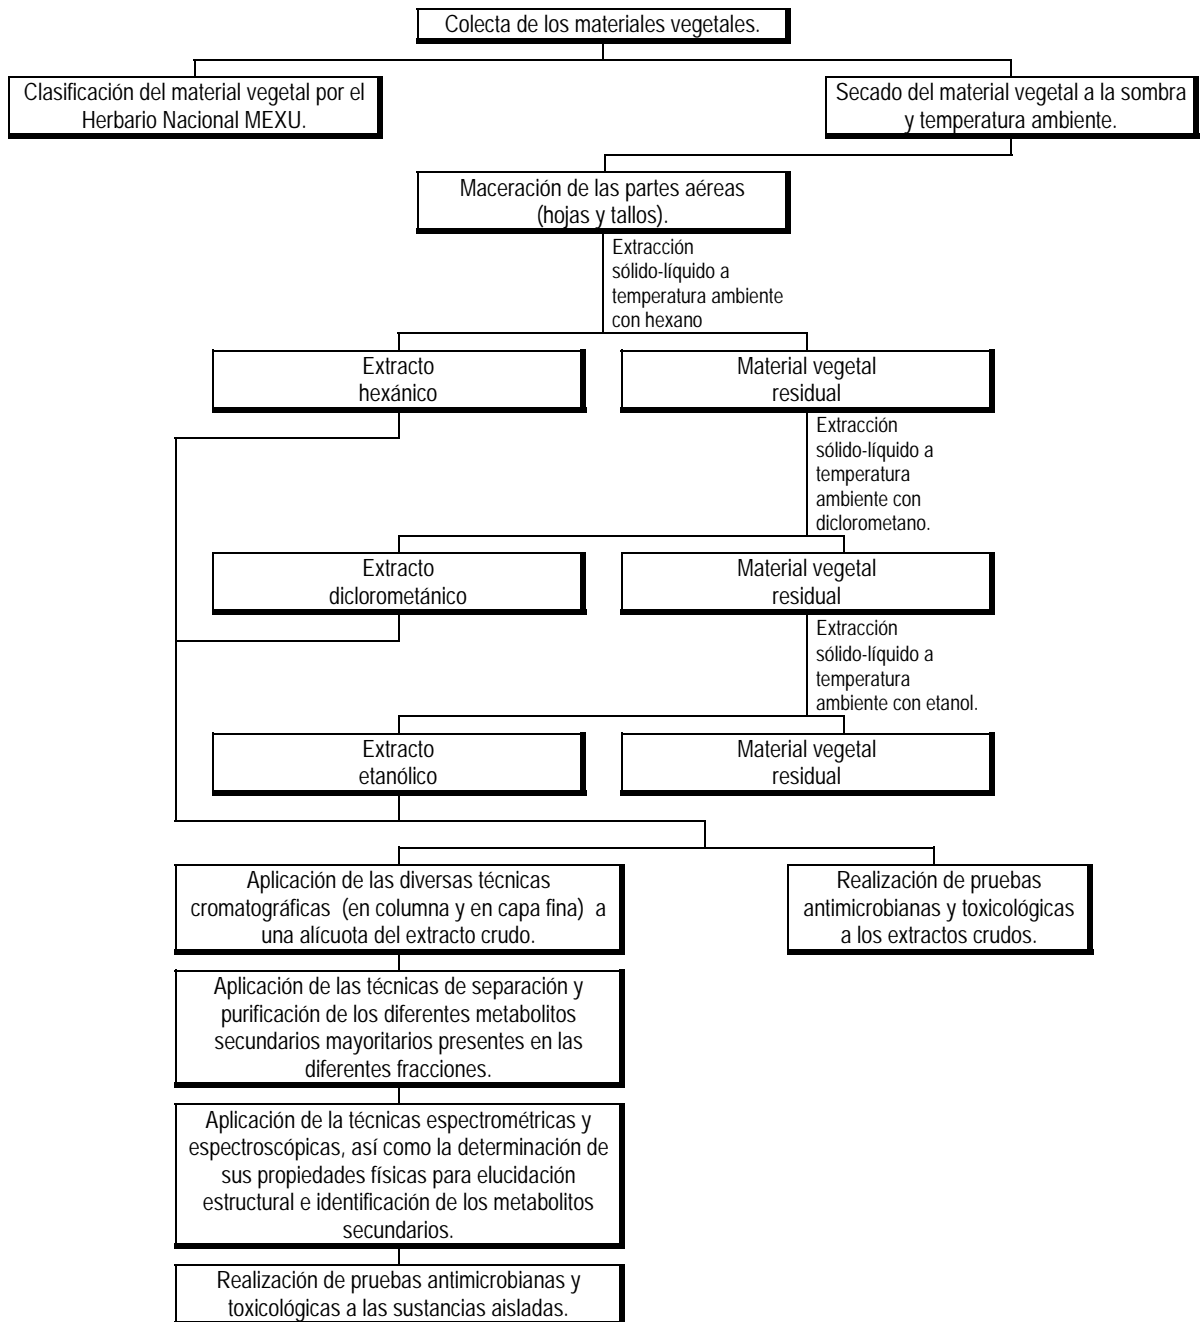 Colecta de los materiales vegetales.
Clasificación del material vegetal por el
Herbario Nacional MEXU.
Secado del material vegetal a la sombra
y temperatura ambiente.
Maceración de las partes aéreas
(hojas y tallos).
Extracción
sólido-líquido a
temperatura ambiente
con hexano
Extracto
hexánico
Material vegetal
residual
Extracción
sólido-líquido a
temperatura
ambiente con
diclorometano.
Extracto
diclorometánico
Material vegetal
residual
Extracción
sólido-líquido a
temperatura
ambiente con etanol.
Extracto
etanólico
Material vegetal
residual
Aplicación de las diversas técnicas
cromatográficas (en columna y en capa fina) a
una alícuota del extracto crudo.
Realización de pruebas
antimicrobianas y toxicológicas
a los extractos crudos.
Aplicación de las técnicas de separación y
purificación de los diferentes metabolitos
secundarios mayoritarios presentes en las
diferentes fracciones.
Aplicación de la técnicas espectrométricas y
espectroscópicas, así como la determinación de
sus propiedades físicas para elucidación
estructural e identificación de los metabolitos
secundarios.
Realización de pruebas antimicrobianas y
toxicológicas a las sustancias aisladas.